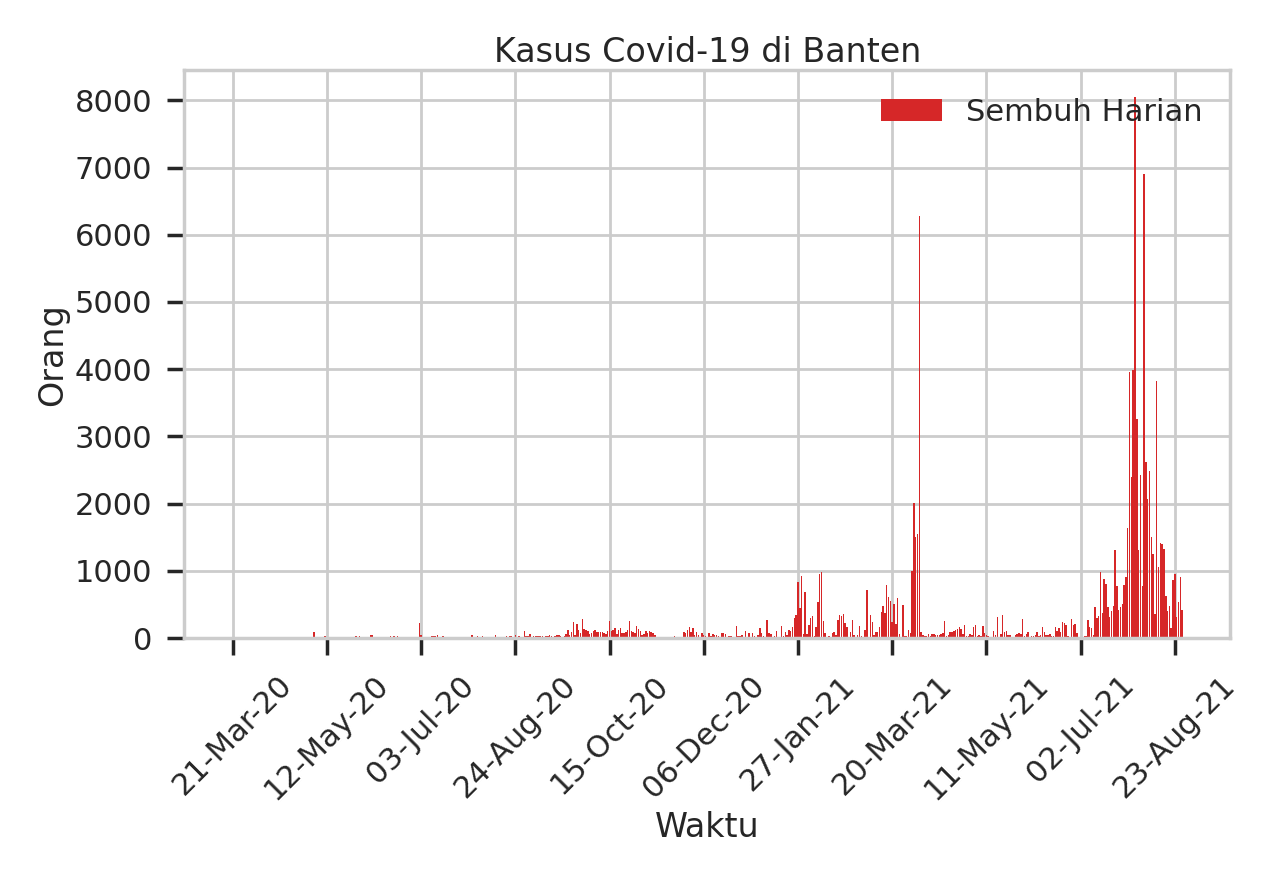 Kasus Covid-19 di Banten
Sembuh Harian
8000
7000
6000
5000
4000
3000
2000
1000
0
Orang
21-Mar-20
12-May-20
03-Jul-20
24-Aug-20
15-Oct-20
06-Dec-20
27-Jan-21
20-Mar-21
11-May-21
02-Jul-21
23-Aug-21
Waktu